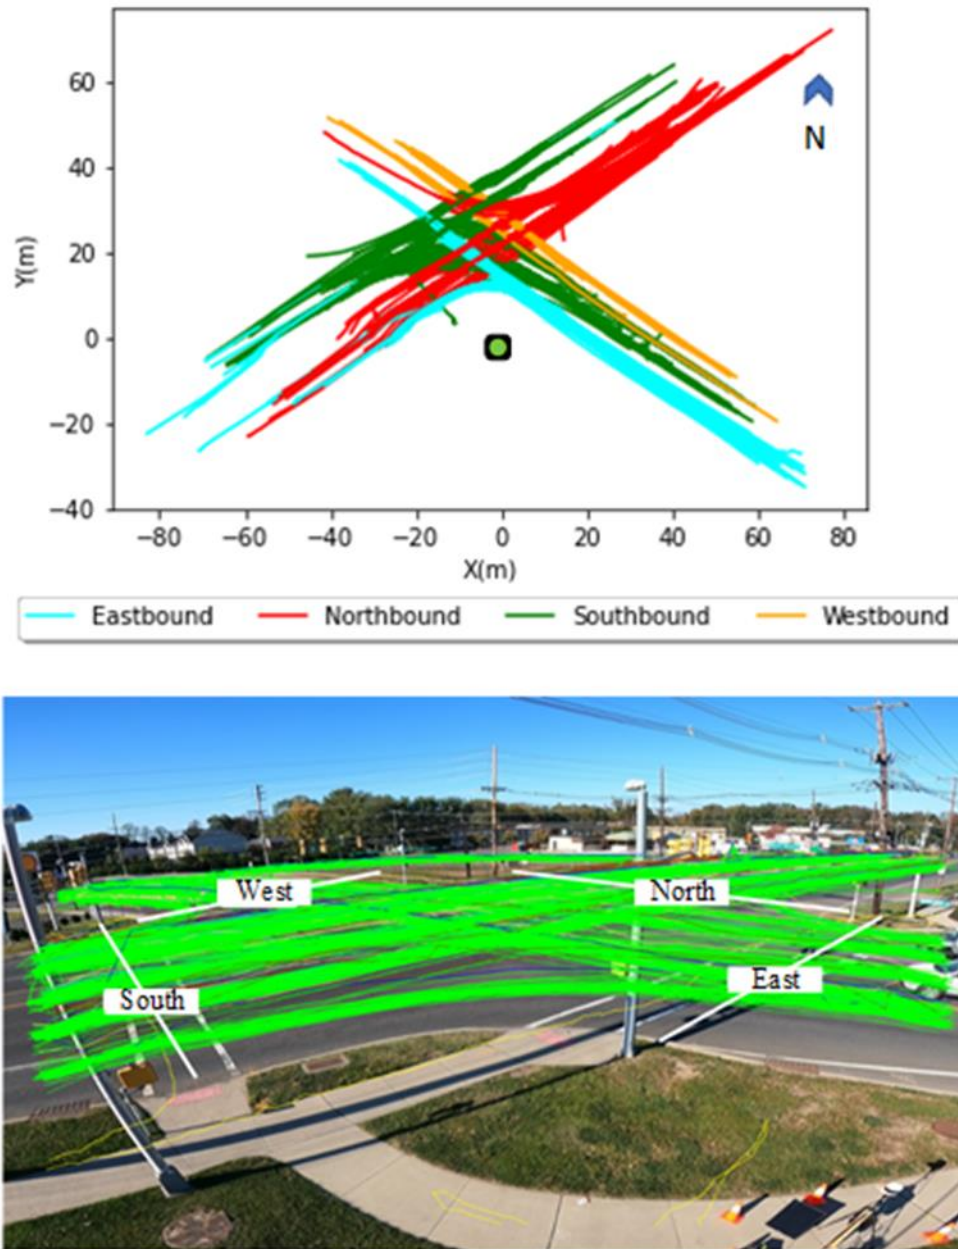 60
N
40
20
0
−20
−40
Y(m)
−80 −60 −40 −20 0 20 40 60 80
X(m)
Eastbound Northbound Southbound Westbound
West North
South East